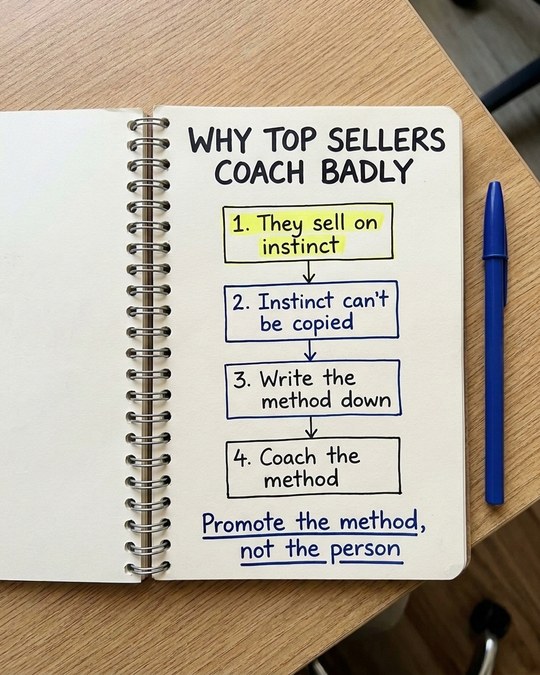 WHY TOP SELLERS
COACH BADLY
1. They sell on
instinct
2. Instinct can't
be copied
3. Write the
method down
4. Coach the
method
Promote the method,
not the person